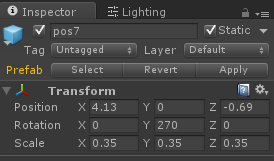 Inspector Lighting
pos7 Static
Tag Untagged Layer Default
Prefab Select Revert Apply
Transform
Position X 4.13 Y 0 Z -0.69
Rotation X 0 Y 270 Z 0
Scale X 0.35 Y 0.35 Z 0.35